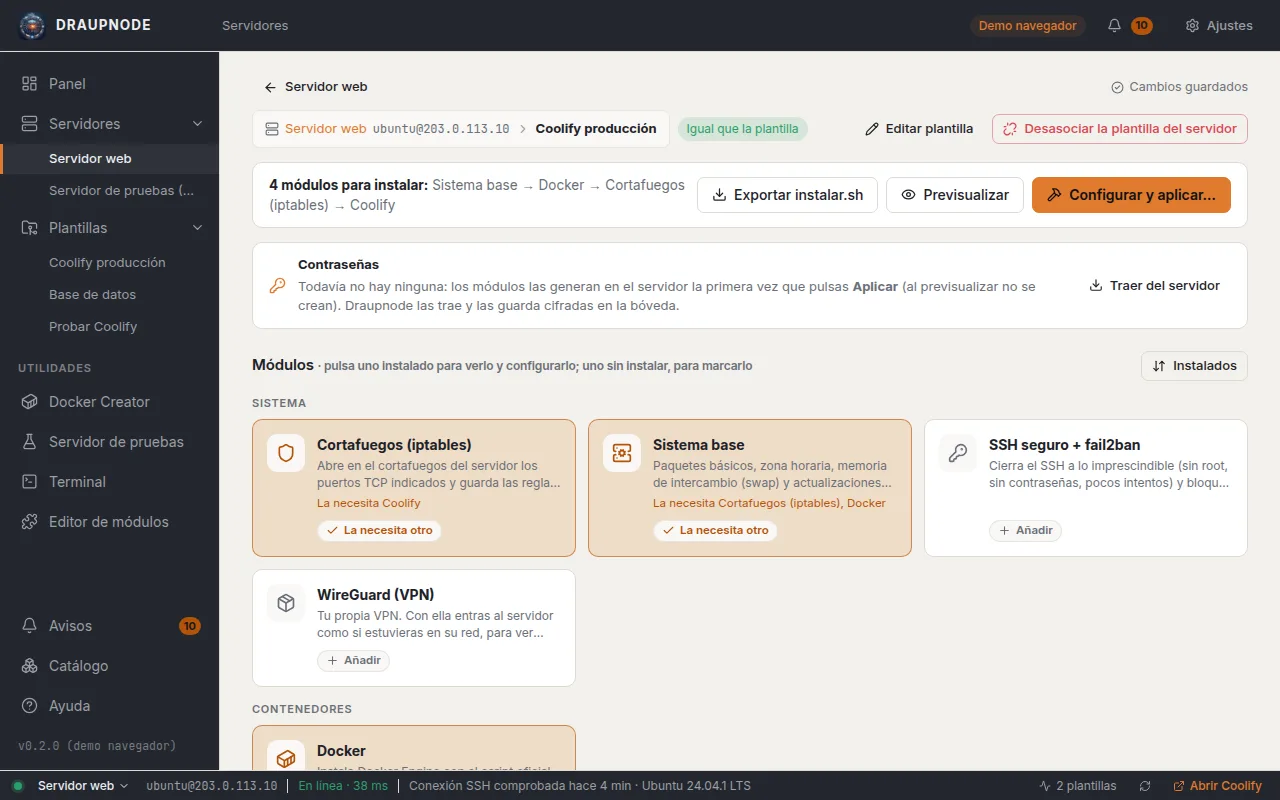 DRAUPNODE
Servidores
Demo navegador
10
Ajustes
Panel
Servidores
Servidor web
Servidor de pruebas (...
Plantillas
Coolify producción
Base de datos
Probar Coolify
UTILIDADES
Docker Creator
Servidor de pruebas
Terminal
Editor de módulos
Avisos
10
Catálogo
Ayuda
v0.2.0 (demo navegador)
Servidor web
Cambios guardados
Servidor web ubuntu@203.0.113.10 > Coolify producción
Igual que la plantilla
Editar plantilla
Desasociar la plantilla del servidor
4 módulos para instalar: Sistema base → Docker → Cortafuegos
(iptables) → Coolify
Exportar instalar.sh
Previsualizar
Configurar y aplicar...
Contraseñas
Todavía no hay ninguna: los módulos las generan en el servidor la primera vez que pulsas Aplicar (al previsualizar no se
crean). Draupnode las trae y las guarda cifradas en la bóveda.
Traer del servidor
Módulos · pulsa uno instalado para verlo y configurarlo; uno sin instalar, para marcarlo
Instalados
SISTEMA
Cortafuegos (iptables)
Abre en el cortafuegos del servidor los
puertos TCP indicados y guarda las regla...
La necesita Coolify
La necesita otro
Sistema base
Paquetes básicos, zona horaria, memoria
de intercambio (swap) y actualizaciones...
La necesita Cortafuegos (iptables), Docker
La necesita otro
SSH seguro + fail2ban
Cierra el SSH a lo imprescindible (sin root,
sin contraseñas, pocos intentos) y bloqu...
Añadir
WireGuard (VPN)
Tu propia VPN. Con ella entras al servidor
como si estuvieras en su red, para ver...
Añadir
CONTENEDORES
Docker
Servidor web
ubuntu@203.0.113.10
En línea · 38 ms
Conexión SSH comprobada hace 4 min · Ubuntu 24.04.1 LTS
2 plantillas
Abrir Coolify